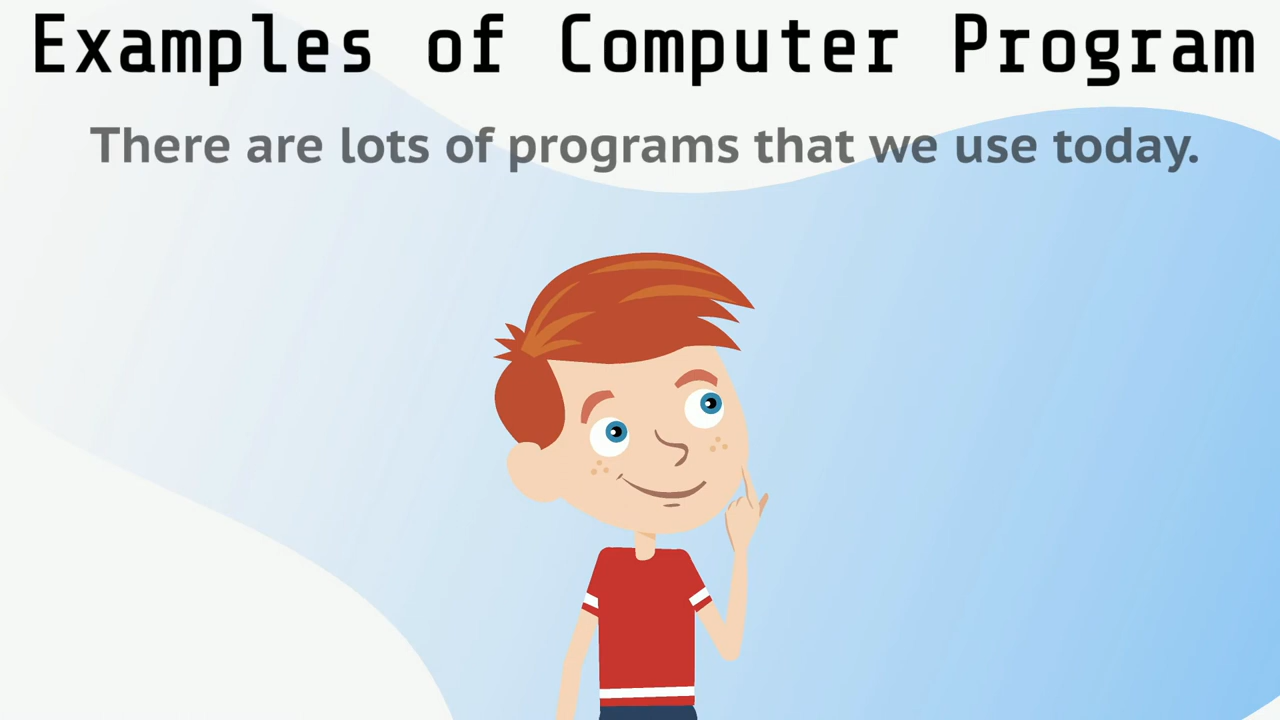 Examples of Computer Program
There are lots of programs that we use today.